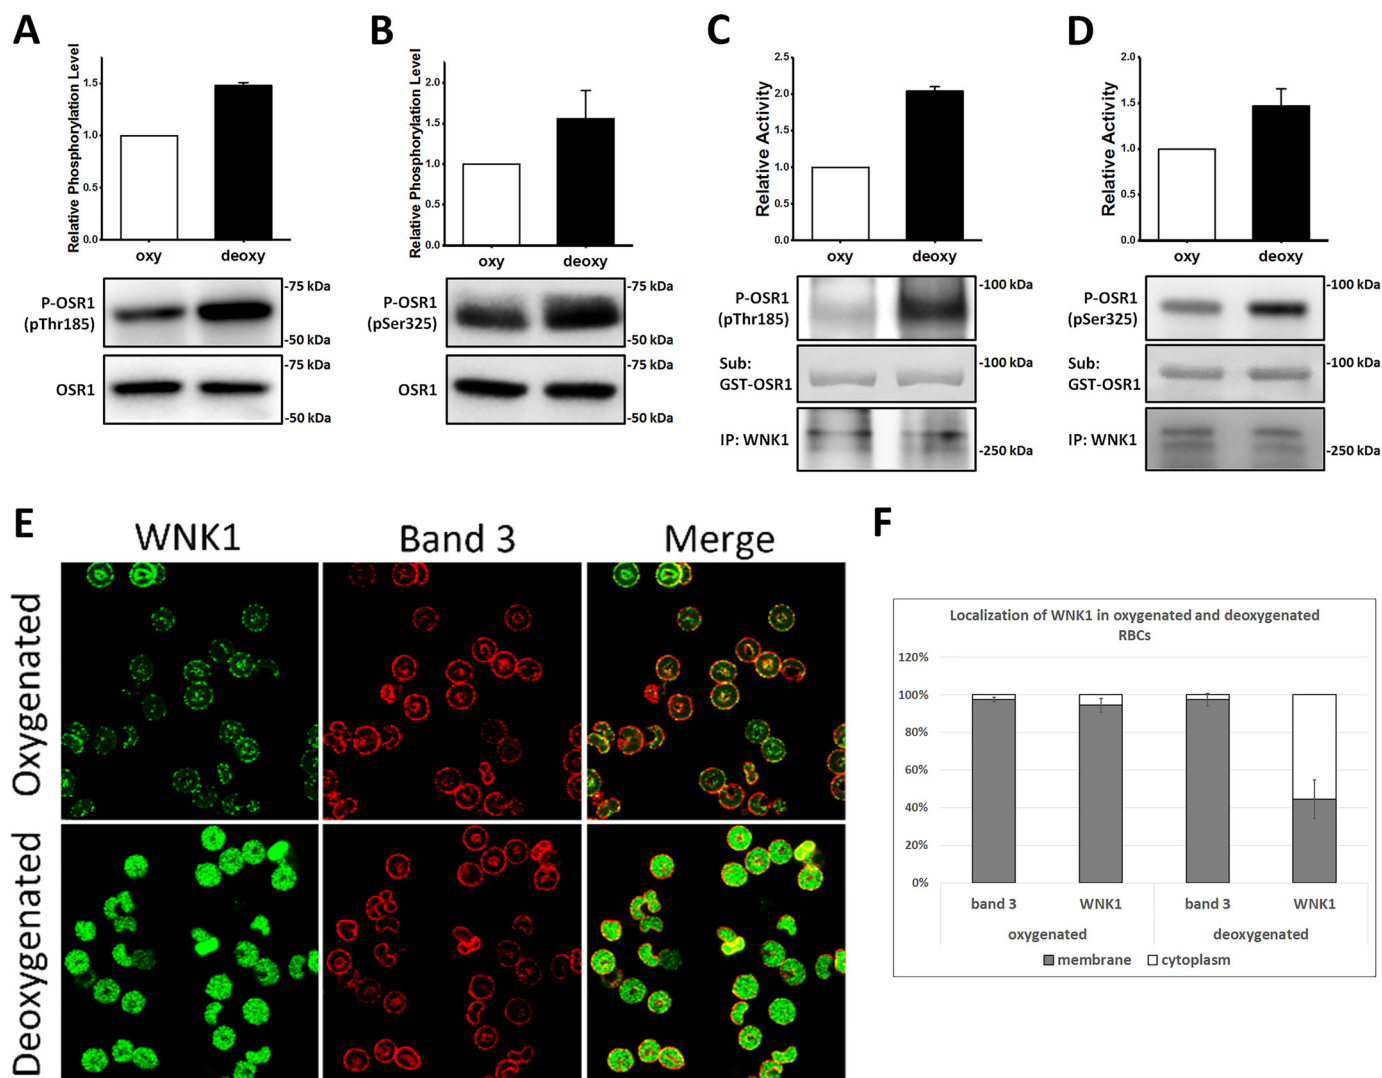 A
Relative Phosphorylation Level
1.5
1.0
0.5
0.0
oxy deoxy
P-OSR1
(pThr185)
-75 kDa
-50 kDa
OSR1
-75 kDa
-50 kDa
B
Relative Phosphorylation Level
2.0
1.5
1.0
0.5
0.0
oxy deoxy
P-OSR1
(pSer325)
-75 kDa
-50 kDa
OSR1
-75 kDa
-50 kDa
C
Relative Activity
2.5
2.0
1.5
1.0
0.5
0.0
oxy deoxy
P-OSR1
(pThr185)
-100 kDa
Sub:
GST-OSR1
-100 kDa
IP: WNK1
-250 kDa
D
Relative Activity
2.0
1.5
1.0
0.5
0.0
oxy deoxy
P-OSR1
(pSer325)
-100 kDa
Sub:
GST-OSR1
-100 kDa
IP: WNK1
-250 kDa
E
WNK1 Band 3 Merge
Oxygenated
Deoxygenated
F
Localization of WNK1 in oxygenated and deoxygenated
RBCs
120%
100%
80%
60%
40%
20%
0%
band 3 WNK1 band 3 WNK1
oxygenated deoxygenated
membrane cytoplasm